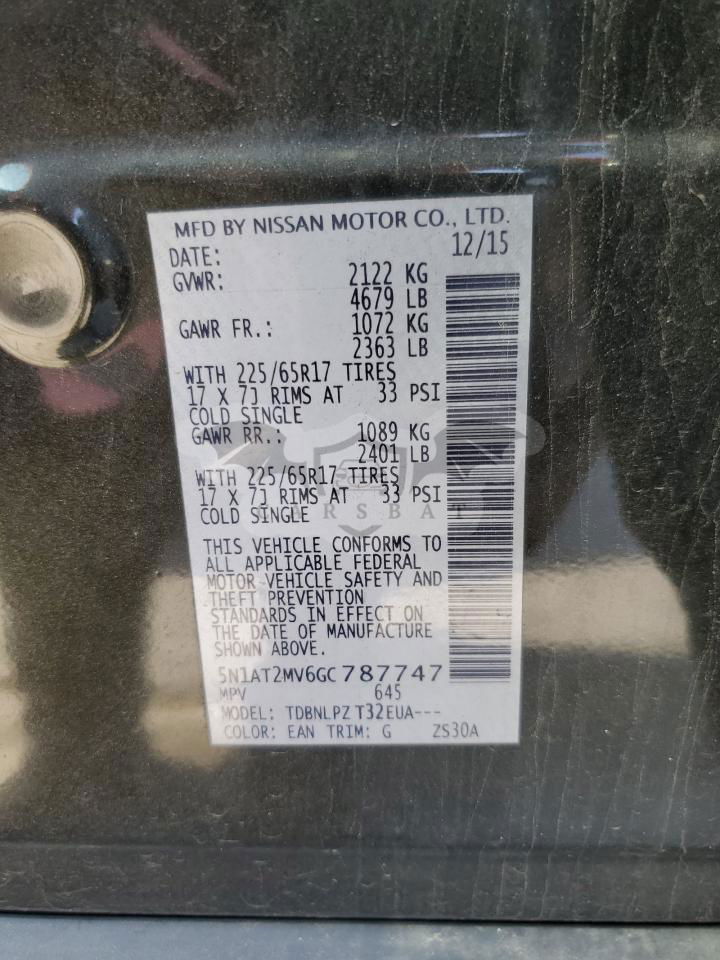 MFD BY NISSAN MOTOR CO., LTD.
DATE: 12/15
GVWR: 2122 KG
4679 LB
GAWR FR.: 1072 KG
2363 LB
WITH 225/65R17 TIRES
17 X 7J RIMS AT 33 PSI
COLD SINGLE
GAWR RR.: 1089 KG
2401 LB
WITH 225/65R17 TIRES
17 X 7J RIMS AT 33 PSI
COLD SINGLE
CARSBAT
THIS VEHICLE CONFORMS TO
ALL APPLICABLE FEDERAL
MOTOR VEHICLE SAFETY AND
THEFT PREVENTION
STANDARDS IN EFFECT ON
THE DATE OF MANUFACTURE
SHOWN ABOVE.
5N1AT2MV6GC787747
MPV 645
MODEL: TDBNLPZ T32EUA---
COLOR: EAN TRIM: G ZS30A